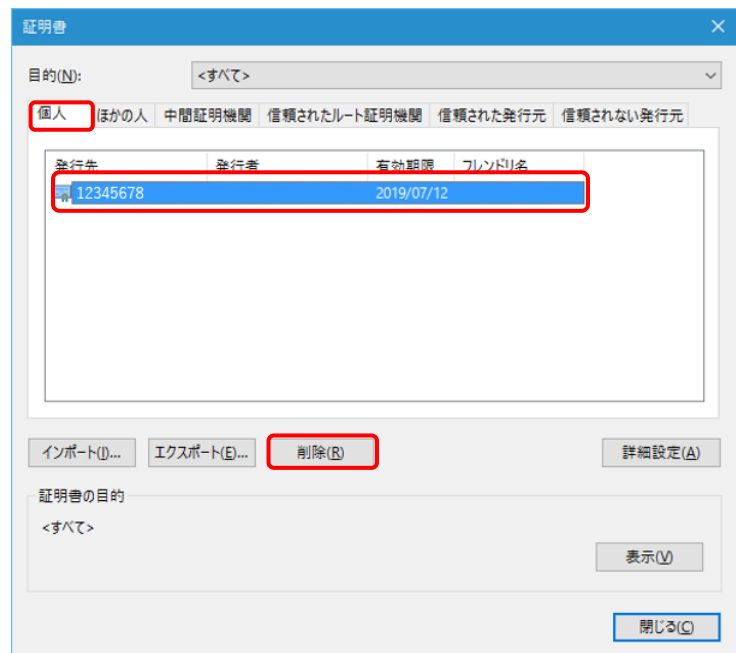 証明書
目的(N): <すべて>
個人 ほかの人 中間証明機関 信頼されたルート証明機関 信頼された発行元 信頼されない発行元
発行先 発行者 有効期限 フレンドリ名
12345678 2019/07/12
インポート(I)... エクスポート(E)... 削除(R) 詳細設定(A)
証明書の目的
<すべて>
表示(V)
閉じる(C)